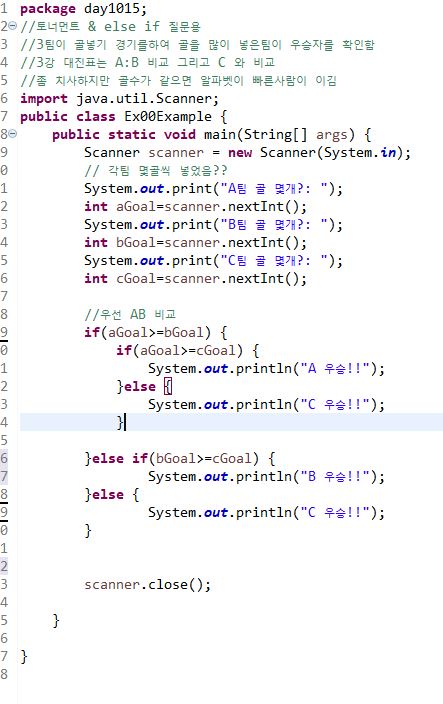 1 package day1015;
2 //토너먼트 & else if 질문용
3 //3팀이 골넣기 경기를하여 골을 많이 넣은팀이 우승자를 확인함
4 //3강 대진표는 A:B 비교 그리고 C 와 비교
5 //좀 치사하지만 골수가 같으면 알파벳이 빠른사람이 이김
6 import java.util.Scanner;
7 public class Ex00Example {
8 public static void main(String[] args) {
9 Scanner scanner = new Scanner(System.in);
0 // 각팀 몇골씩 넣었음??
1 System.out.print("A팀 골 몇개?: ");
2 int aGoal=scanner.nextInt();
3 System.out.print("B팀 골 몇개?: ");
4 int bGoal=scanner.nextInt();
5 System.out.print("C팀 골 몇개?: ");
6 int cGoal=scanner.nextInt();
7
8 //우선 AB 비교
9 if(aGoal>=bGoal) {
0 if(aGoal>=cGoal) {
1 System.out.println("A 우승!!");
2 }else {
3 System.out.println("C 우승!!");
4 }
5
6 }else if(bGoal>=cGoal) {
7 System.out.println("B 우승!!");
8 }else {
9 System.out.println("C 우승!!");
0 }
1
2
3 scanner.close();
4
5 }
6
7 }
8